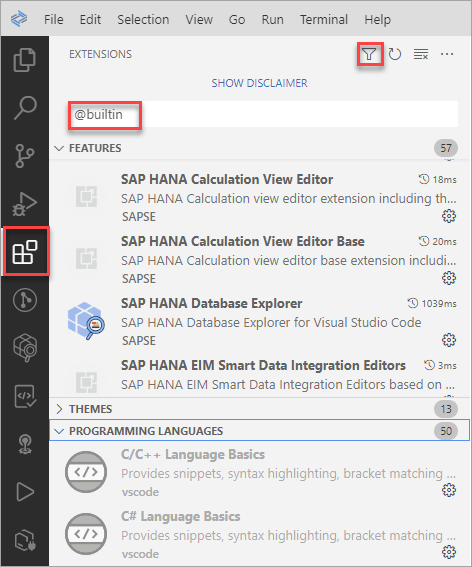 File Edit Selection View Go Run Terminal Help
EXTENSIONS
SHOW DISCLAIMER
@builtin
FEATURES 57
SAP HANA Calculation View Editor 18ms
SAP HANA Calculation view editor extension including th...
SAPSE
SAP HANA Calculation View Editor Base 20ms
SAP HANA Calculation view editor base extension includi...
SAPSE
SAP HANA Database Explorer 1039ms
SAP HANA Database Explorer for Visual Studio Code
SAPSE
SAP HANA EIM Smart Data Integration Editors 3ms
SAP HANA EIM Smart Data Integration Editors based on ...
THEMES 13
PROGRAMMING LANGUAGES 50
C/C++ Language Basics
Provides snippets, syntax highlighting, bracket matching ...
vscode
C# Language Basics
Provides snippets, syntax highlighting, bracket matching ...
vscode